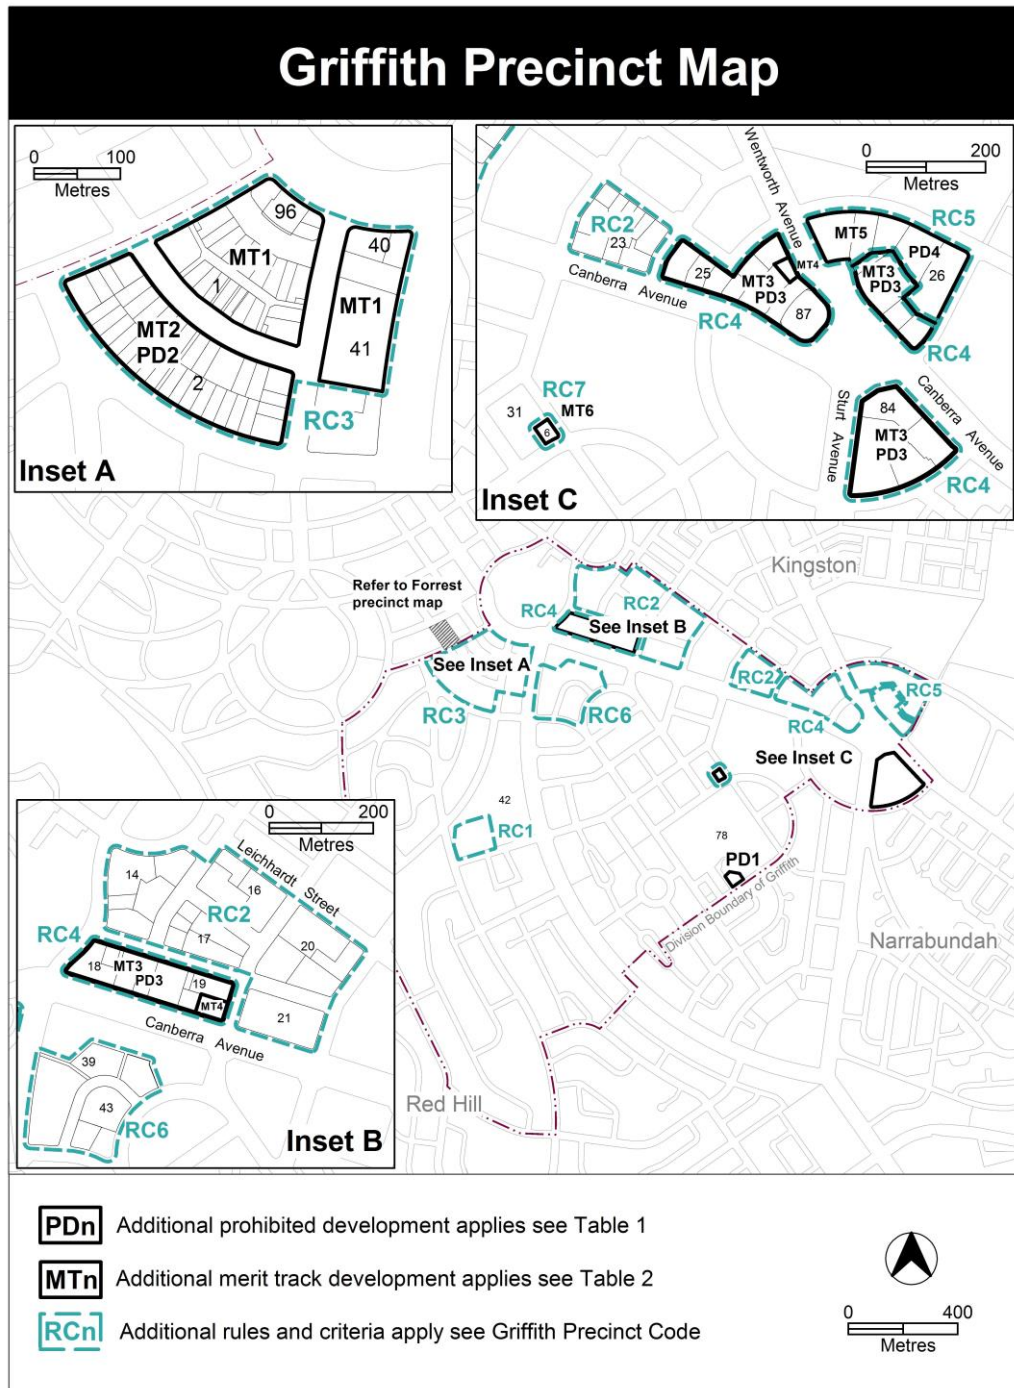 Griffith Precinct Map
0 100
Metres
96
40
MT1
1
MT1
MT2
PD2
2
41
RC3
Inset A
0 200
Metres
Wentworth Avenue
RC2
23
RC5
MT5
PD4
MT4
MT3
PD3
26
25
MT3
PD3
87
Canberra Avenue
RC4
RC4
RC7
MT6
31
6
Sturt Avenue
Canberra Avenue
84
MT3
PD3
RC4
Inset C
Refer to Forrest
precinct map
Kingston
RC4
RC2
See Inset B
See Inset A
RC3
RC6
RC2
RC5
RC4
See Inset C
42
RC1
78
PD1
Division Boundary of Griffith
Narrabundah
Red Hill
0 200
Metres
Leichhardt Street
14
16
RC2
RC4
17
20
18
MT3
PD3
19
MT4
21
Canberra Avenue
39
43
RC6
Inset B
PDn Additional prohibited development applies see Table 1
MTn Additional merit track development applies see Table 2
RCn Additional rules and criteria apply see Griffith Precinct Code
0 400
Metres